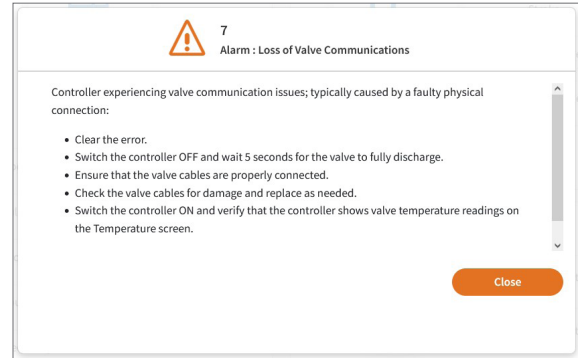 7
Alarm : Loss of Valve Communications
Controller experiencing valve communication issues; typically caused by a faulty physical
connection:
• Clear the error.
• Switch the controller OFF and wait 5 seconds for the valve to fully discharge.
• Ensure that the valve cables are properly connected.
• Check the valve cables for damage and replace as needed.
• Switch the controller ON and verify that the controller shows valve temperature readings on
the Temperature screen.
Close